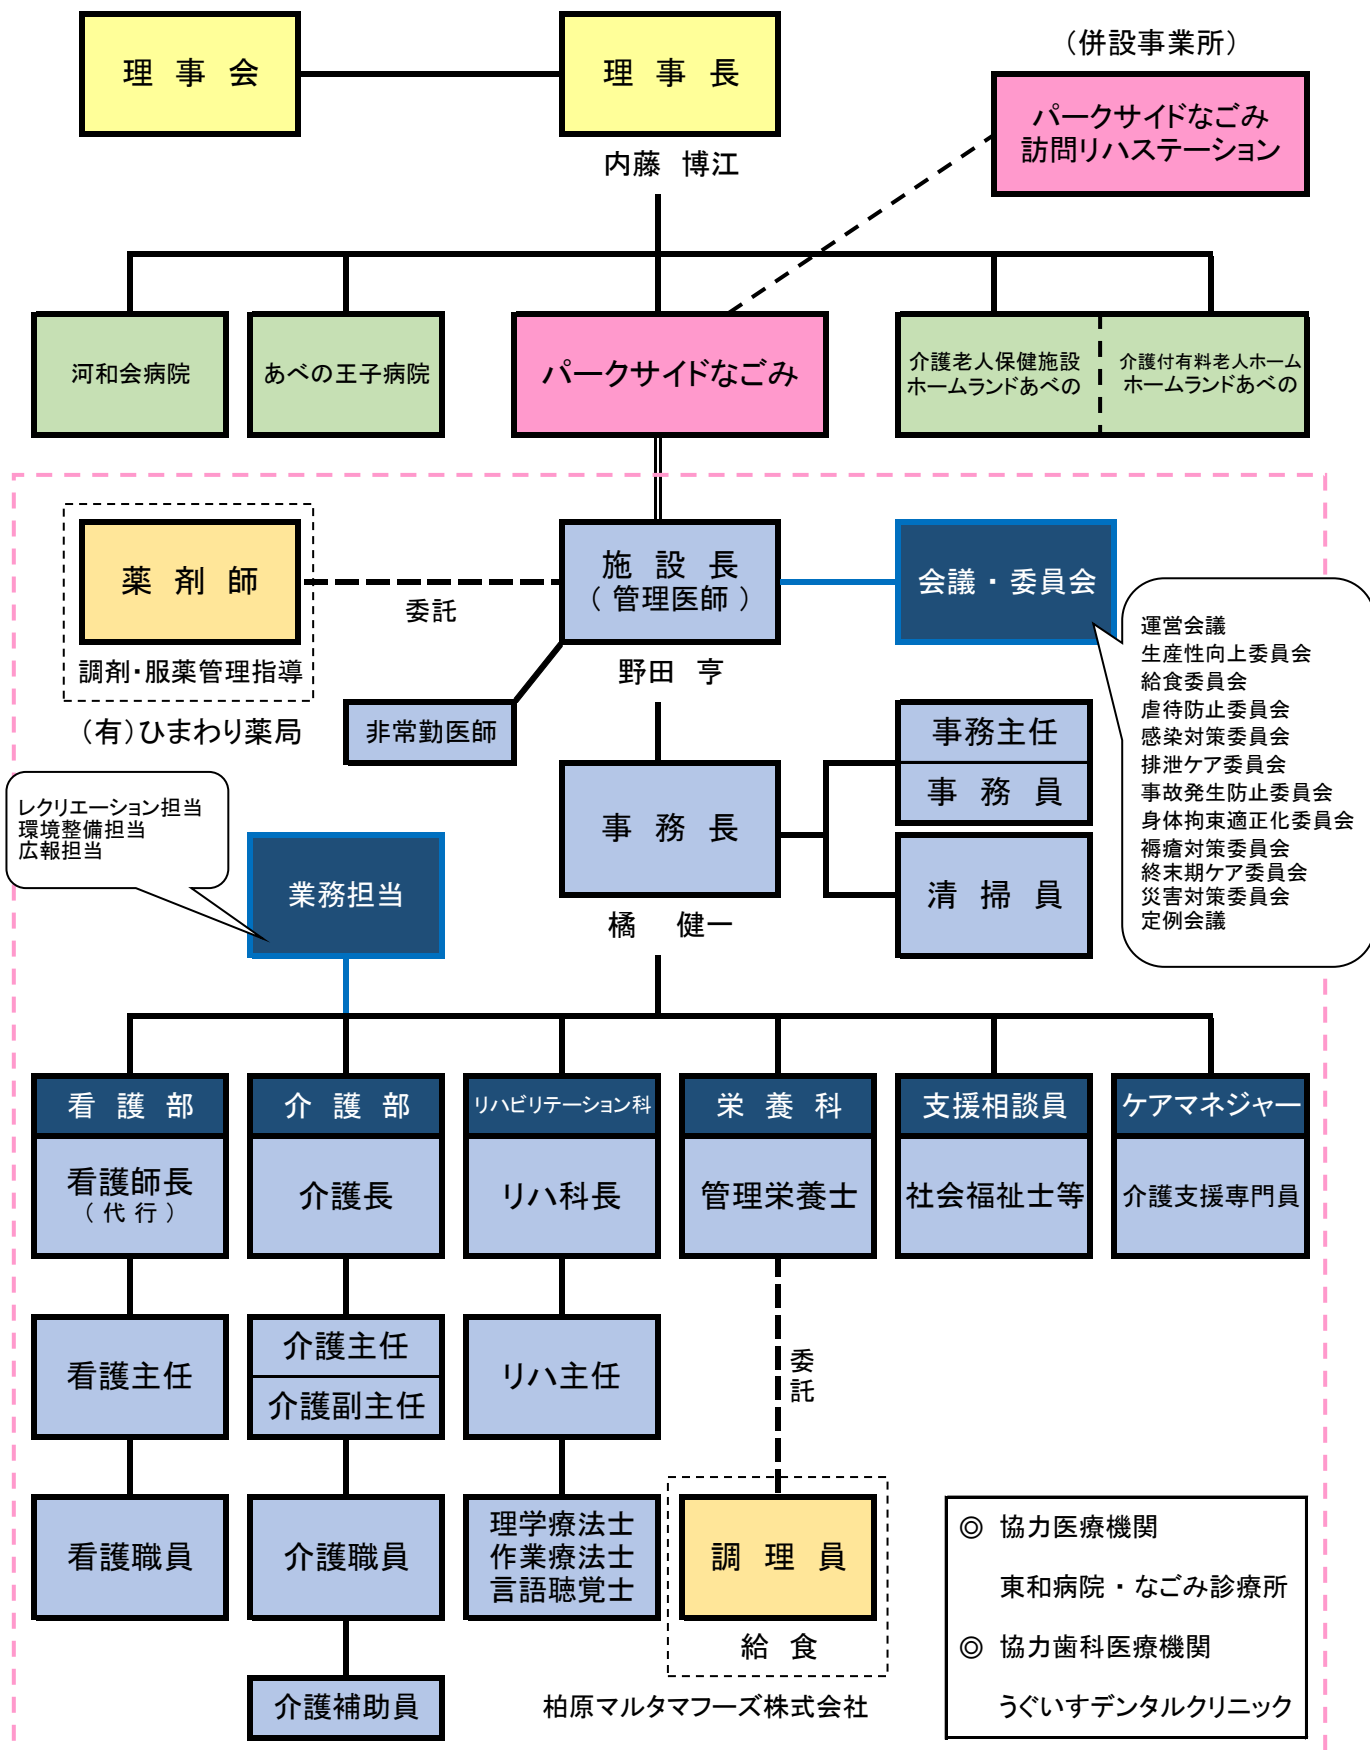 理 事 会
理 事 長
内藤 博江
（併設事業所）
パークサイドなごみ
訪問リハステーション
河和会病院
あべの王子病院
パークサイドなごみ
介護老人保健施設
ホームランドあべの
介護付有料老人ホーム
ホームランドあべの
薬 剤 師
調剤・服薬管理指導
（有）ひまわり薬局
委託
施 設 長
（ 管理医師 ）
野田 亨
会議・委員会
運営会議
生産性向上委員会
給食委員会
虐待防止委員会
感染対策委員会
排泄ケア委員会
事故発生防止委員会
身体拘束適正化委員会
褥瘡対策委員会
終末期ケア委員会
災害対策委員会
定例会議
非常勤医師
事 務 長
橘 健一
事務主任
事 務 員
清 掃 員
レクリエーション担当
環境整備担当
広報担当
業務担当
看 護 部
看護師長
（ 代 行 ）
看護主任
看護職員
介 護 部
介護長
介護主任
介護副主任
介護職員
介護補助員
リハビリテーション科
リハ科長
リハ主任
理学療法士
作業療法士
言語聴覚士
栄 養 科
管理栄養士
委
託
調 理 員
給 食
柏原マルタマフーズ株式会社
支援相談員
社会福祉士等
ケアマネジャー
介護支援専門員
◎ 協力医療機関
東和病院 ・ なごみ診療所
◎ 協力歯科医療機関
うぐいすデンタルクリニック